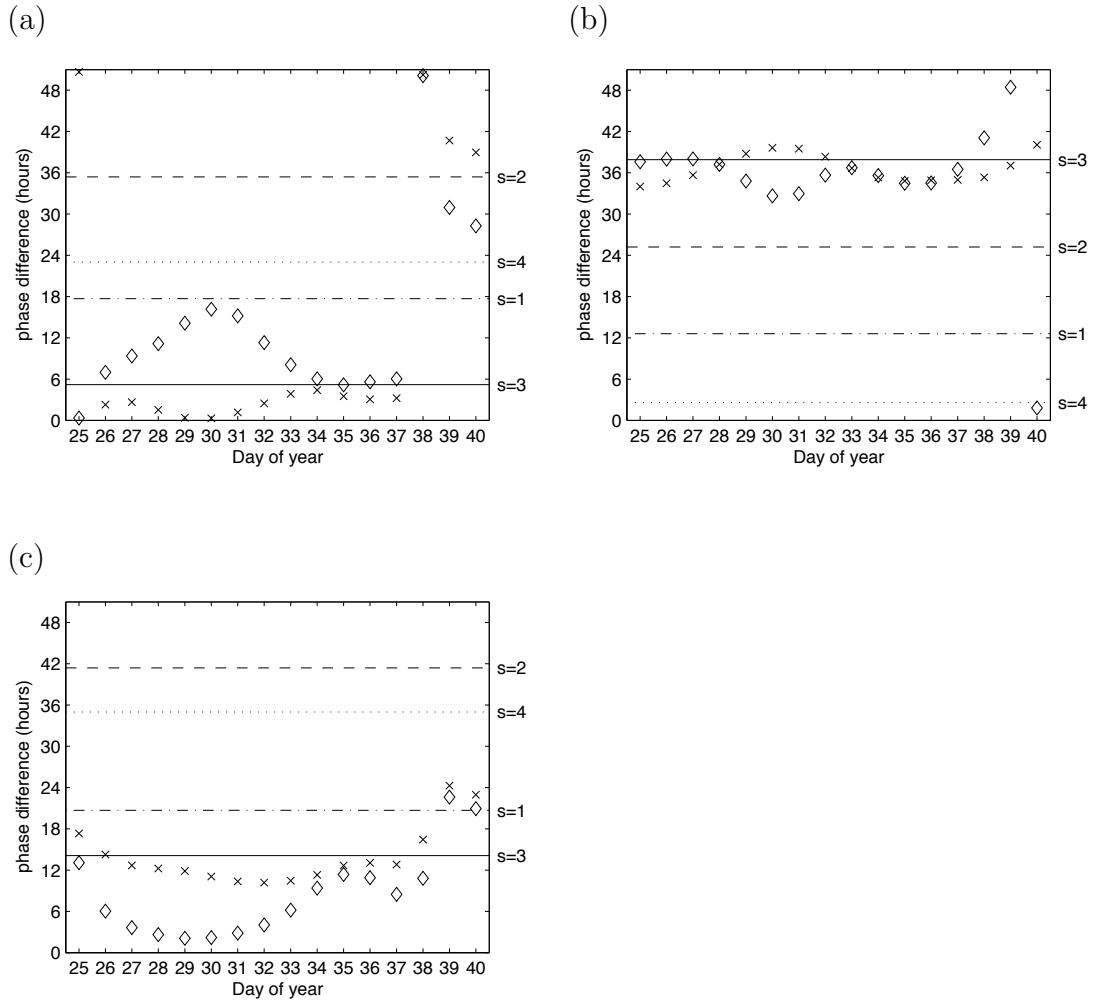 (a)
phase difference (hours)
48
42
36
30
24
18
12
6
0
s=2
s=4
s=1
s=3
25 26 27 28 29 30 31 32 33 34 35 36 37 38 39 40
Day of year
(b)
phase difference (hours)
48
42
36
30
24
18
12
6
0
s=3
s=2
s=1
s=4
25 26 27 28 29 30 31 32 33 34 35 36 37 38 39 40
Day of year
(c)
phase difference (hours)
48
42
36
30
24
18
12
6
0
s=2
s=4
s=1
s=3
25 26 27 28 29 30 31 32 33 34 35 36 37 38 39 40
Day of year